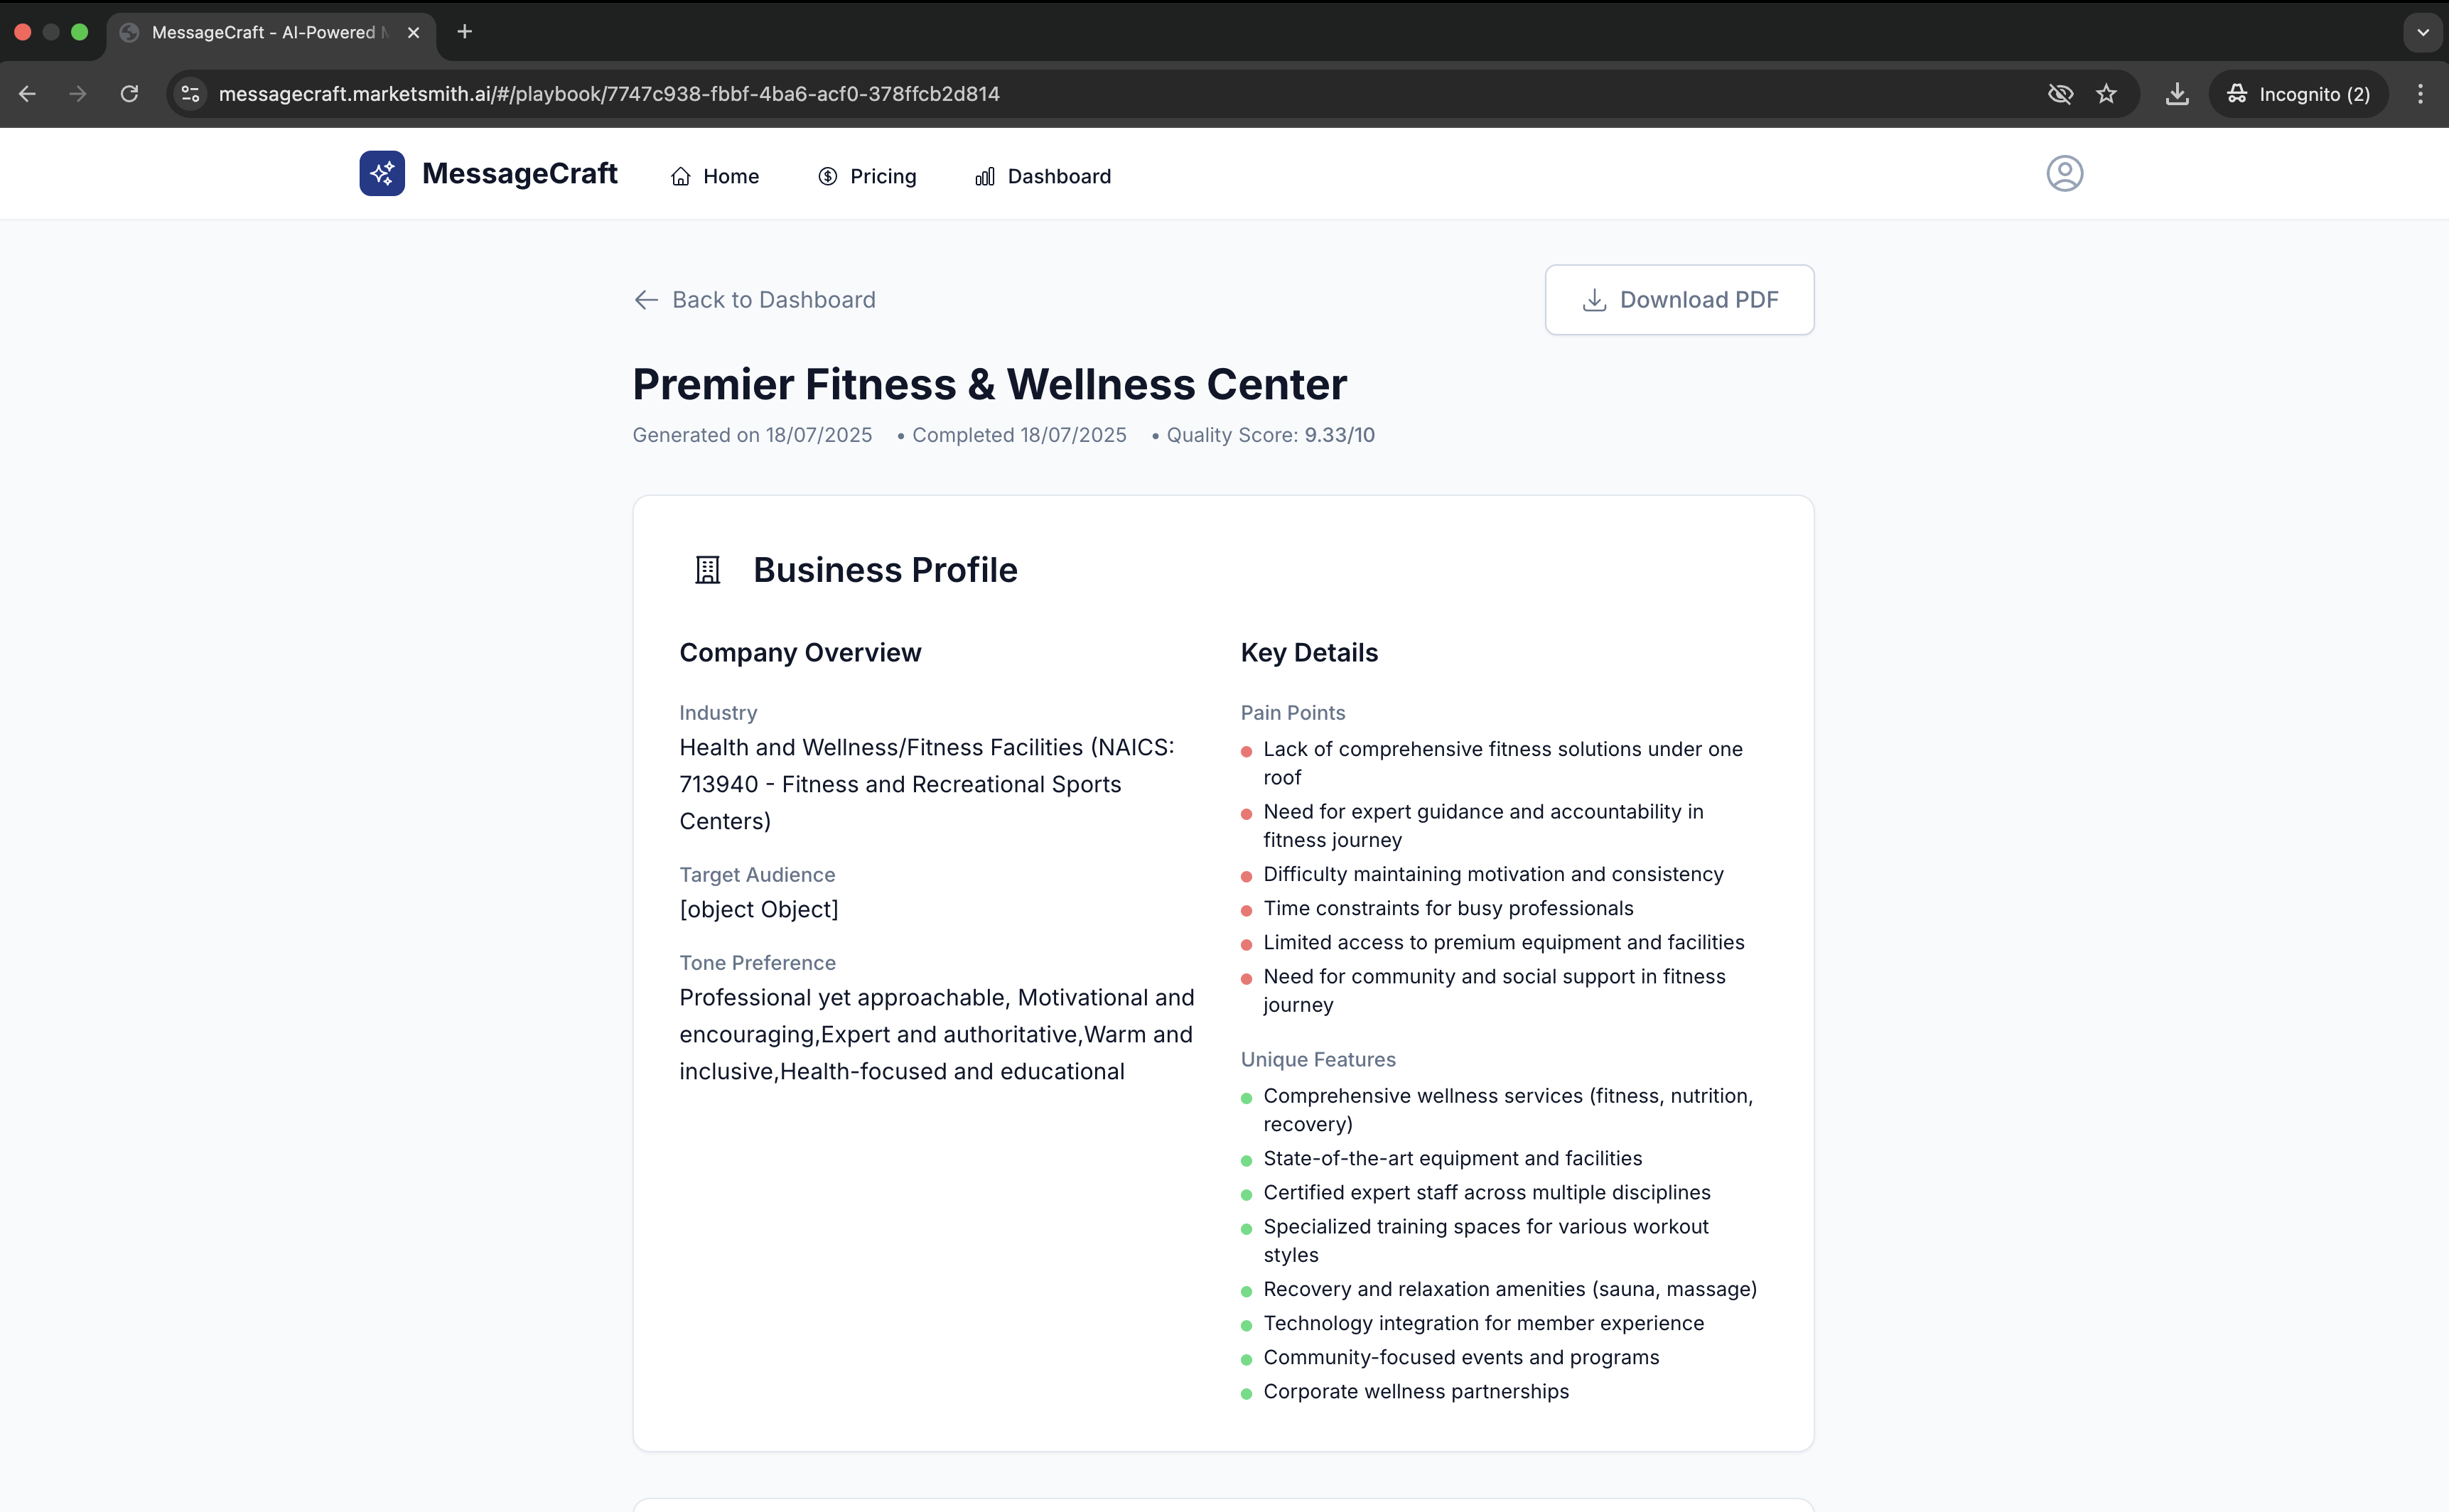 MessageCraft - AI-Powered
messagecraft.marketsmith.ai/#/playbook/7747c938-fbbf-4ba6-acf0-378ffcb2d814
Incognito (2)
MessageCraft
Home
Pricing
Dashboard
Back to Dashboard
Download PDF
Premier Fitness & Wellness Center
Generated on 18/07/2025 • Completed 18/07/2025 • Quality Score: 9.33/10
Business Profile
Company Overview
Industry
Health and Wellness/Fitness Facilities (NAICS:
713940 - Fitness and Recreational Sports
Centers)
Target Audience
[object Object]
Tone Preference
Professional yet approachable, Motivational and
encouraging,Expert and authoritative,Warm and
inclusive,Health-focused and educational
Key Details
Pain Points
Lack of comprehensive fitness solutions under one
roof
Need for expert guidance and accountability in
fitness journey
Difficulty maintaining motivation and consistency
Time constraints for busy professionals
Limited access to premium equipment and facilities
Need for community and social support in fitness
journey
Unique Features
Comprehensive wellness services (fitness, nutrition,
recovery)
State-of-the-art equipment and facilities
Certified expert staff across multiple disciplines
Specialized training spaces for various workout
styles
Recovery and relaxation amenities (sauna, massage)
Technology integration for member experience
Community-focused events and programs
Corporate wellness partnerships